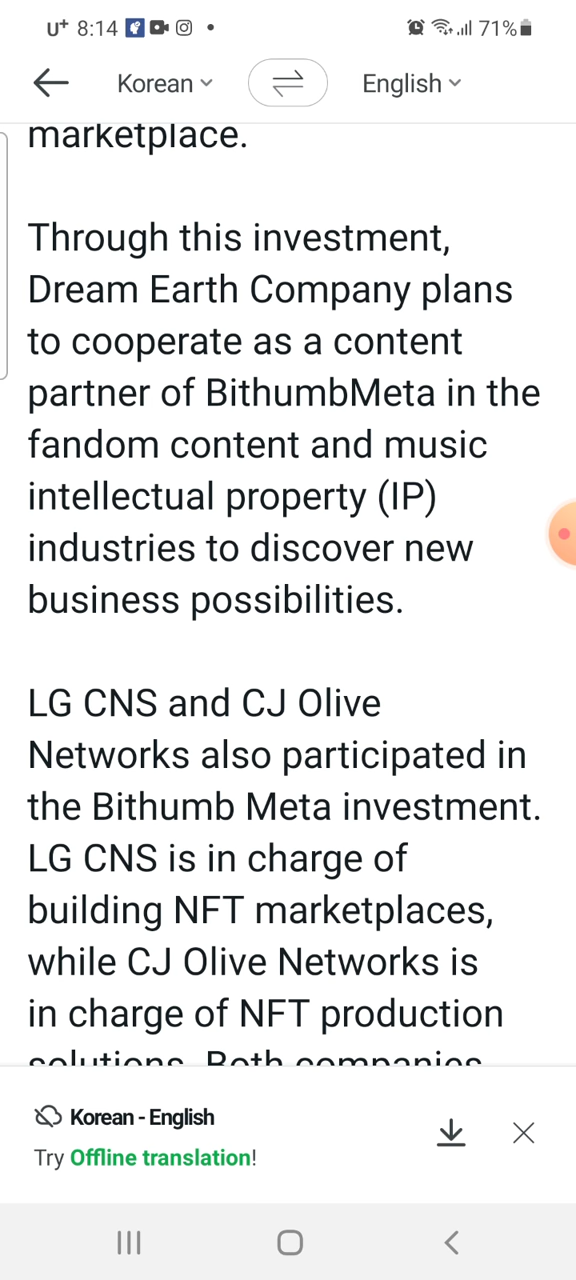 U+ 8:14
71%
Korean
English
marketplace.
Through this investment,
Dream Earth Company plans
to cooperate as a content
partner of BithumbMeta in the
fandom content and music
intellectual property (IP)
industries to discover new
business possibilities.
LG CNS and CJ Olive
Networks also participated in
the Bithumb Meta investment.
LG CNS is in charge of
building NFT marketplaces,
while CJ Olive Networks is
in charge of NFT production
solutions. Both companies
Korean - English
Try Offline translation!